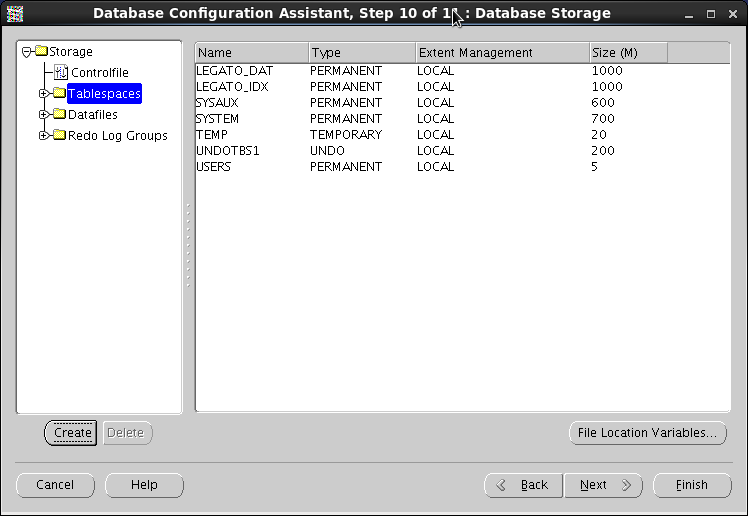 Database Configuration Assistant, Step 10 of : Database Storage
Storage
Controlfile
Tablespaces
Datafiles
Redo Log Groups
Name Type Extent Management Size (M)
LEGATO_DAT PERMANENT LOCAL 1000
LEGATO_IDX PERMANENT LOCAL 1000
SYSAUX PERMANENT LOCAL 600
SYSTEM PERMANENT LOCAL 700
TEMP TEMPORARY LOCAL 20
UNDOTBS1 UNDO LOCAL 200
USERS PERMANENT LOCAL 5
Create Delete
File Location Variables...
Cancel Help Back Next Finish